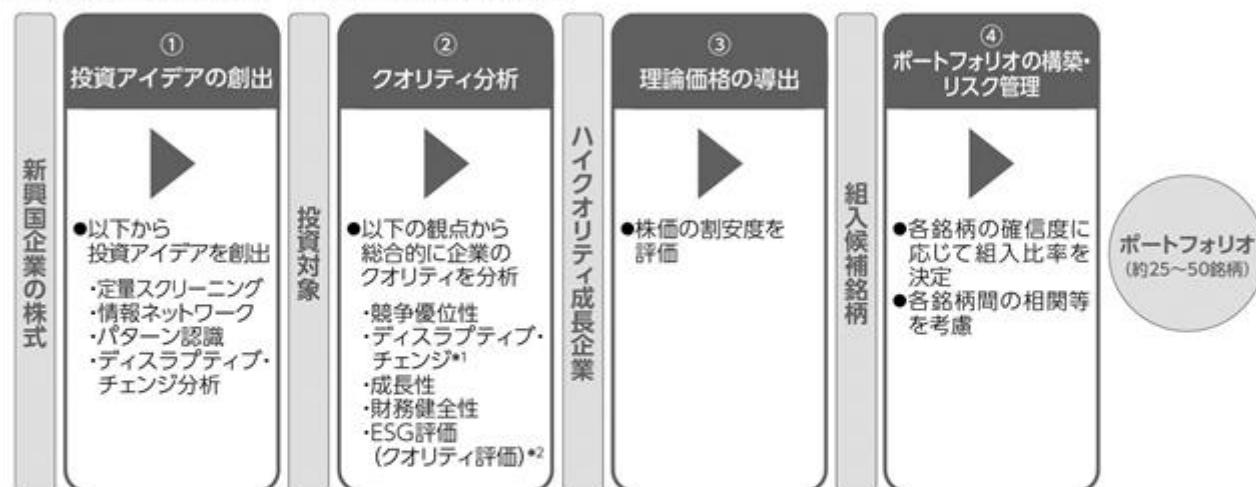 新興国企業の株式
①
投資アイデアの創出
●以下から
投資アイデアを創出
・定量スクリーニング
・情報ネットワーク
・パターン認識
・ディスラプティブ・
チェンジ分析
投資対象
②
クオリティ分析
●以下の観点から
総合的に企業の
クオリティを分析
・競争優位性
・ディスラプティブ・
チェンジ*1
・成長性
・財務健全性
・ESG評価
(クオリティ評価)*2
ハイクオリティ成長企業
③
理論価格の導出
●株価の割安度を
評価
組入候補銘柄
④
ポートフォリオの構築・
リスク管理
●各銘柄の確信度に
応じて組入比率を
決定
●各銘柄間の相関等
を考慮
ポートフォリオ
(約25~50銘柄)